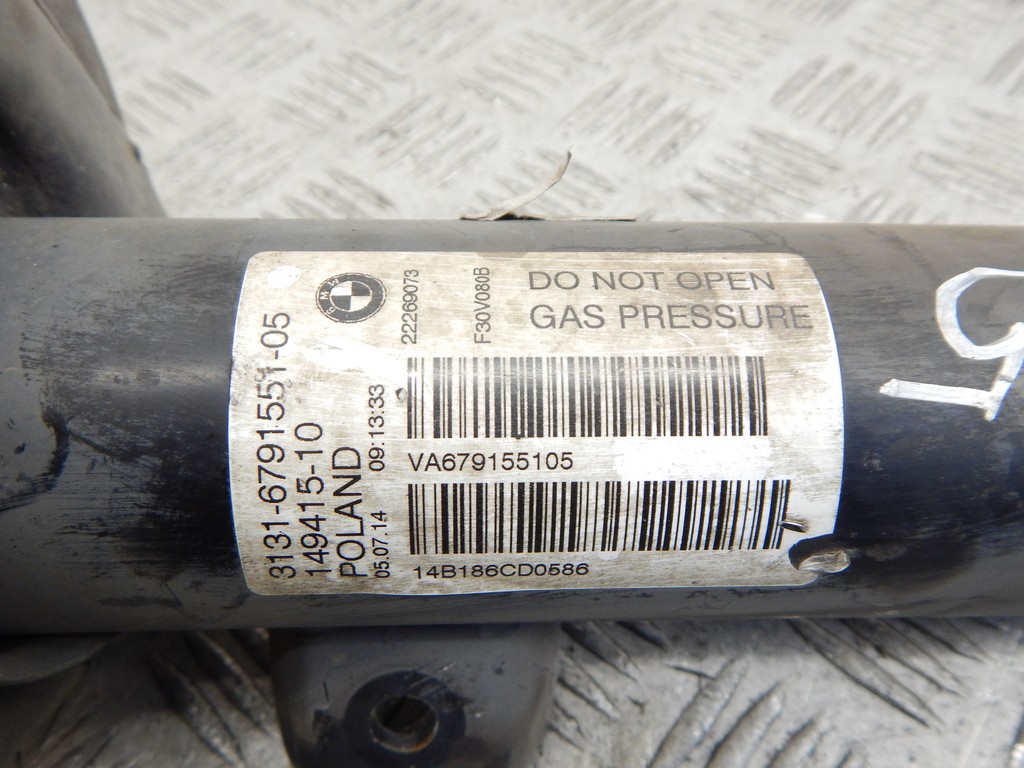 3131-6791551-05
149415-10
POLAND
05.07.14 09:13:33
BMW
22269073
F30V080B
DO NOT OPEN
GAS PRESSURE
VA679155105
14B186CD0586